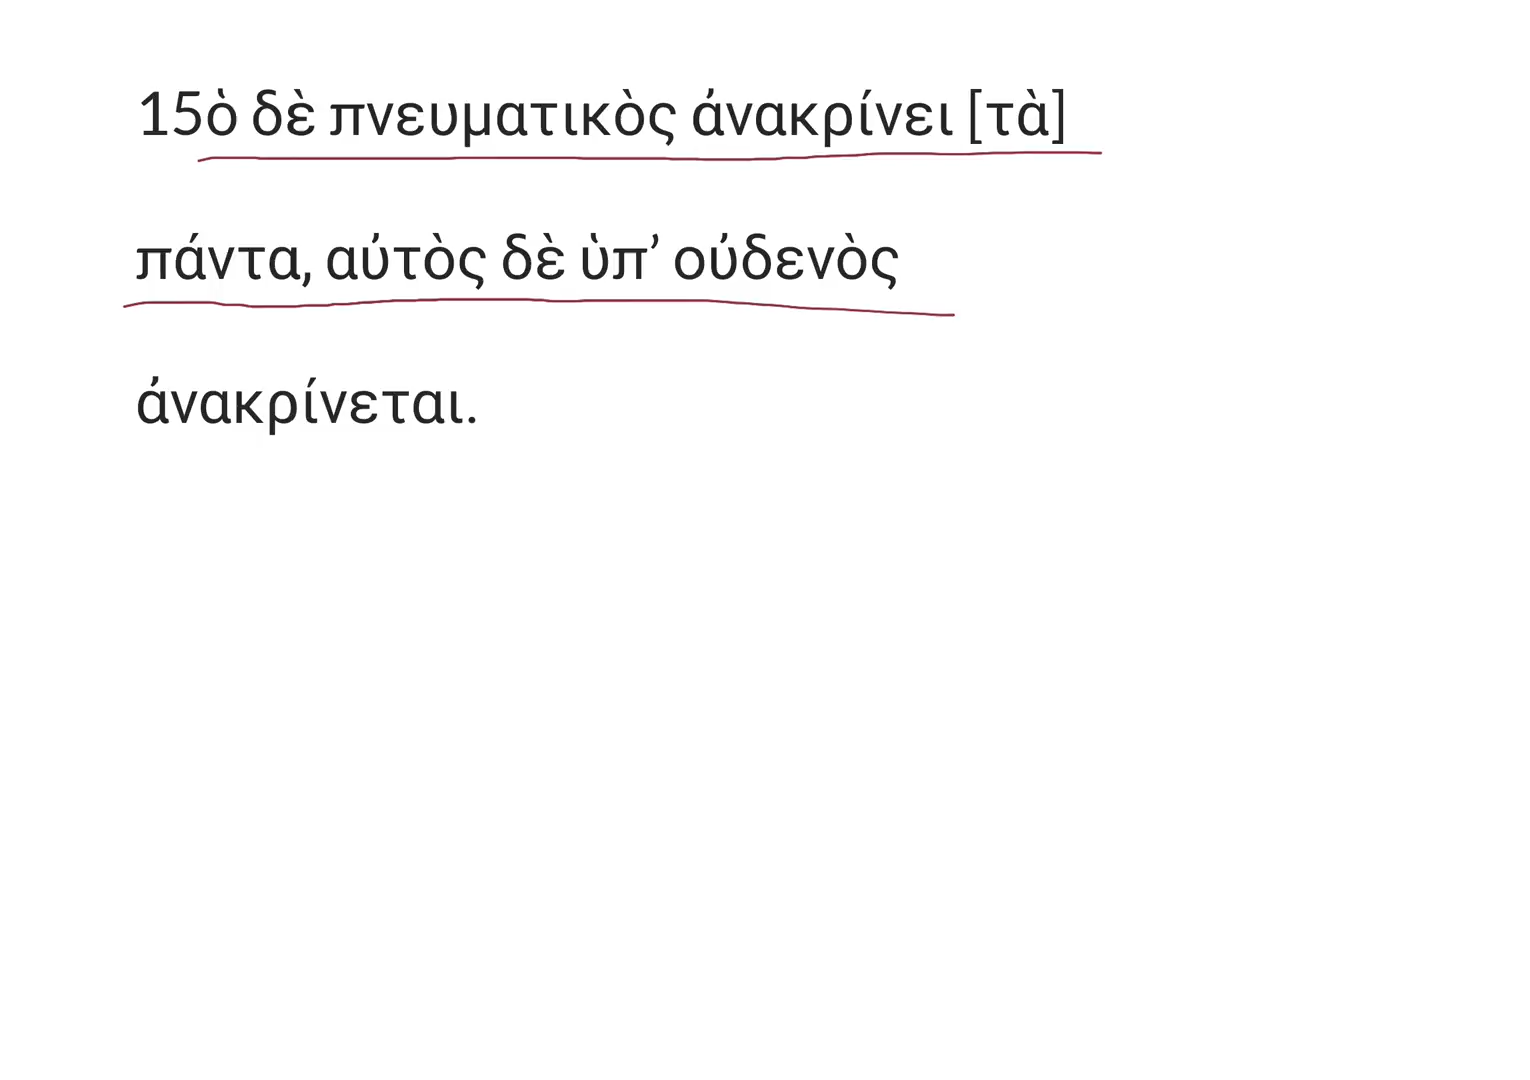 15ὁ δὲ πνευματικὸς ἀνακρίνει [τὰ]
πάντα, αὐτὸς δὲ ὑπ’ οὐδενὸς
ἀνακρίνεται.